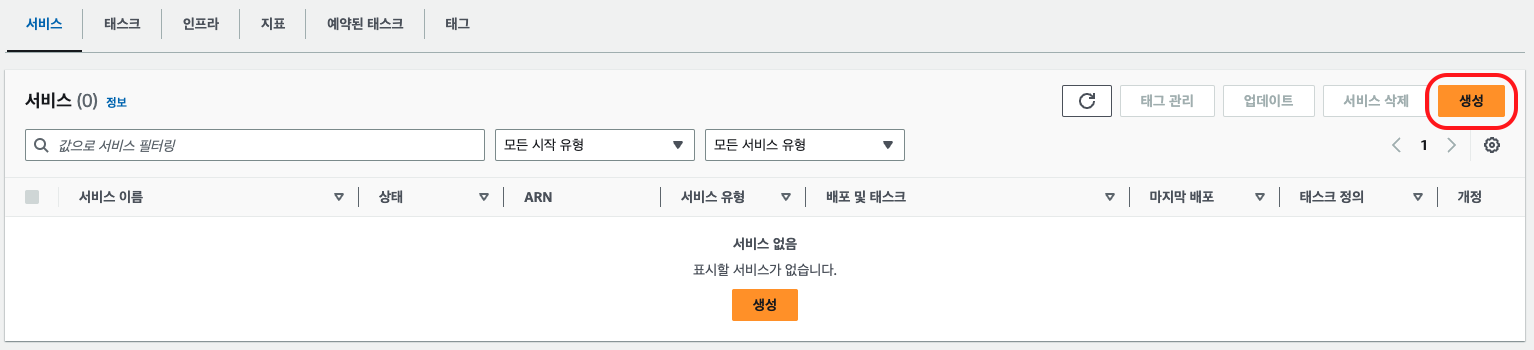 서비스 태스크 인프라 지표 예약된 태스크 태그
서비스 (0) 정보 태그 관리 업데이트 서비스 삭제 생성
값으로 서비스 필터링 모든 시작 유형 모든 서비스 유형 1
서비스 이름 상태 ARN 서비스 유형 배포 및 태스크 마지막 배포 태스크 정의 개정
서비스 없음
표시할 서비스가 없습니다.
생성